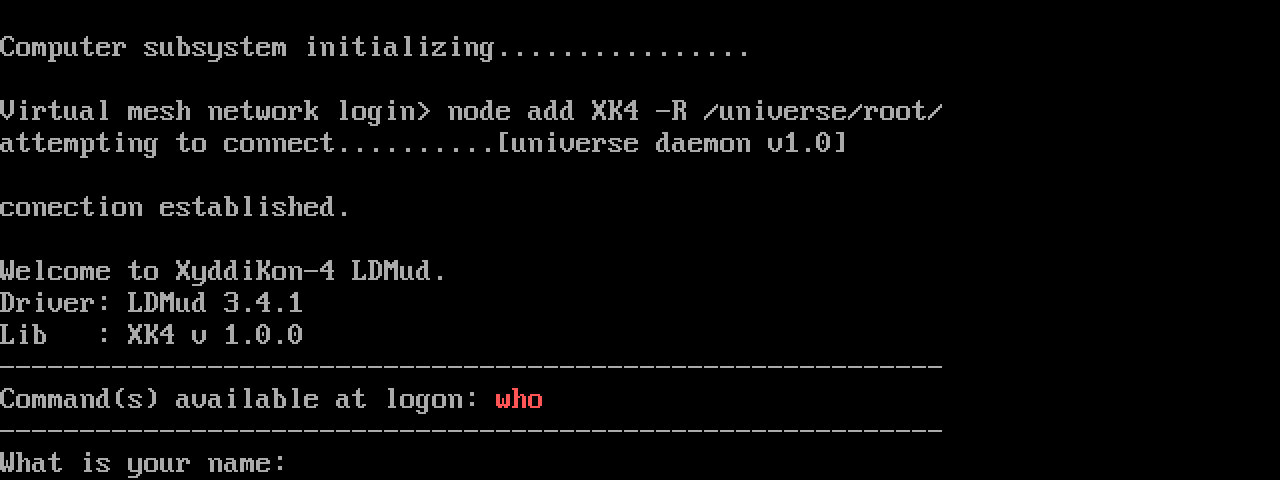 Computer subsystem initializing................
Virtual mesh network login> node add XK4 -R /universe/root/
attempting to connect..........[universe daemon v1.0]
conection established.
Welcome to XyddiKon-4 LDMud.
Driver: LDMud 3.4.1
Lib   : XK4 v 1.0.0
-----------------------------------------------------------
Command(s) available at logon: who
-----------------------------------------------------------
What is your name: